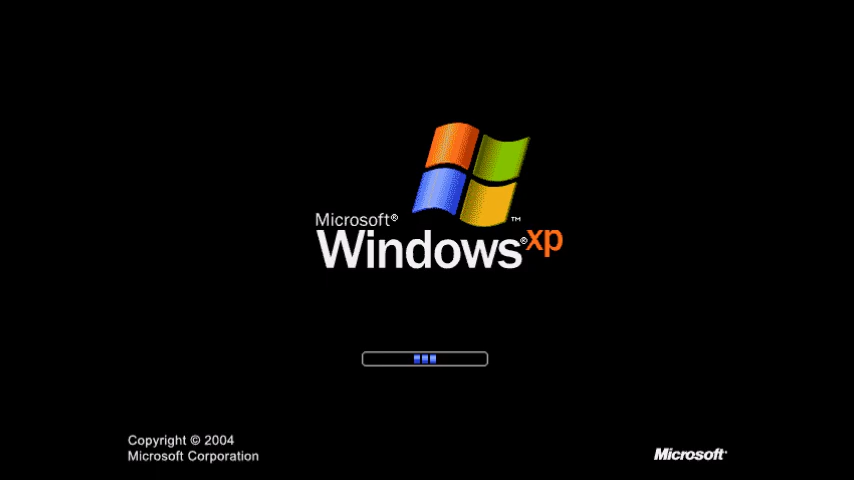 Microsoft®
Windows® xp
™
Copyright © 2004
Microsoft Corporation
Microsoft®